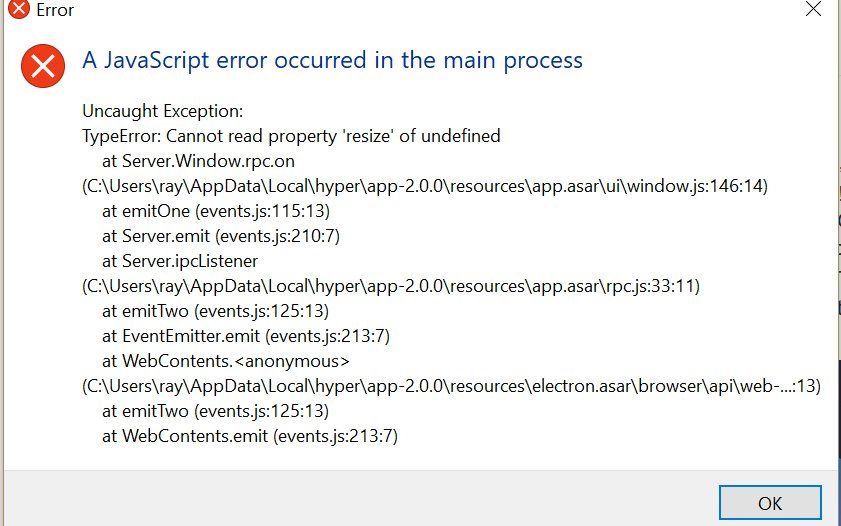 Error
A JavaScript error occurred in the main process
Uncaught Exception:
TypeError: Cannot read property 'resize' of undefined
at Server.Window.rpc.on
(C:\Users\ray\AppData\Local\hyper\app-2.0.0\resources\app.asar\ui\window.js:146:14)
at emitOne (events.js:115:13)
at Server.emit (events.js:210:7)
at Server.ipcListener
(C:\Users\ray\AppData\Local\hyper\app-2.0.0\resources\app.asar\rpc.js:33:11)
at emitTwo (events.js:125:13)
at EventEmitter.emit (events.js:213:7)
at WebContents.<anonymous>
(C:\Users\ray\AppData\Local\hyper\app-2.0.0\resources\electron.asar\browser\api\web-...:13)
at emitTwo (events.js:125:13)
at WebContents.emit (events.js:213:7)
OK